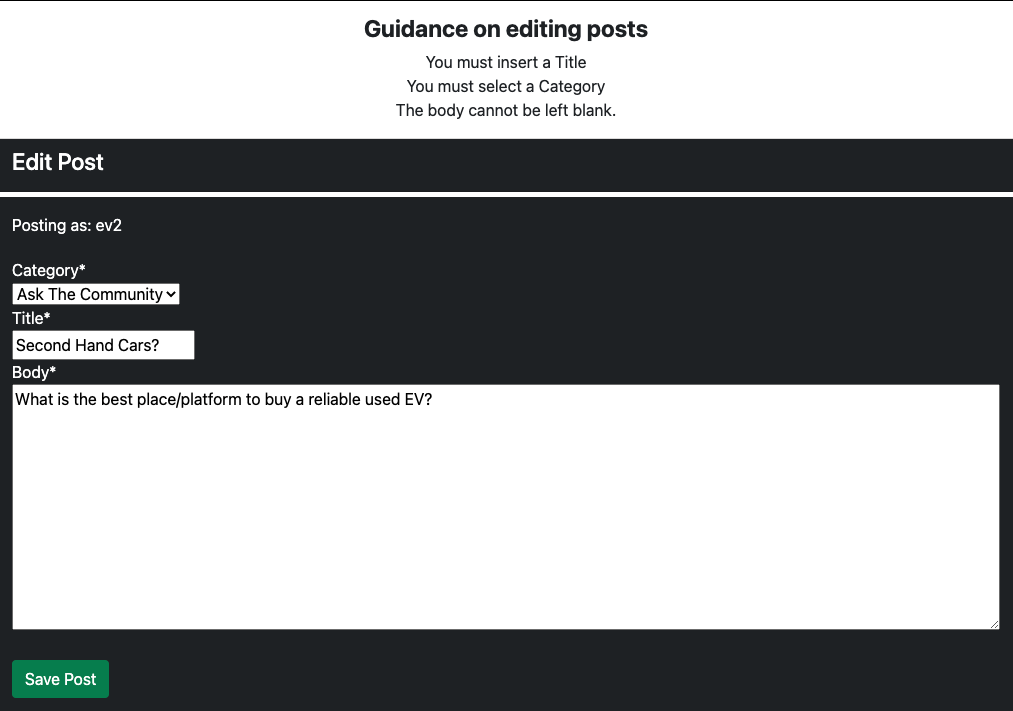 Guidance on editing posts
You must insert a Title
You must select a Category
The body cannot be left blank.
Edit Post
Posting as: ev2
Category*
Ask The Community
Title*
Second Hand Cars?
Body*
What is the best place/platform to buy a reliable used EV?
Save Post